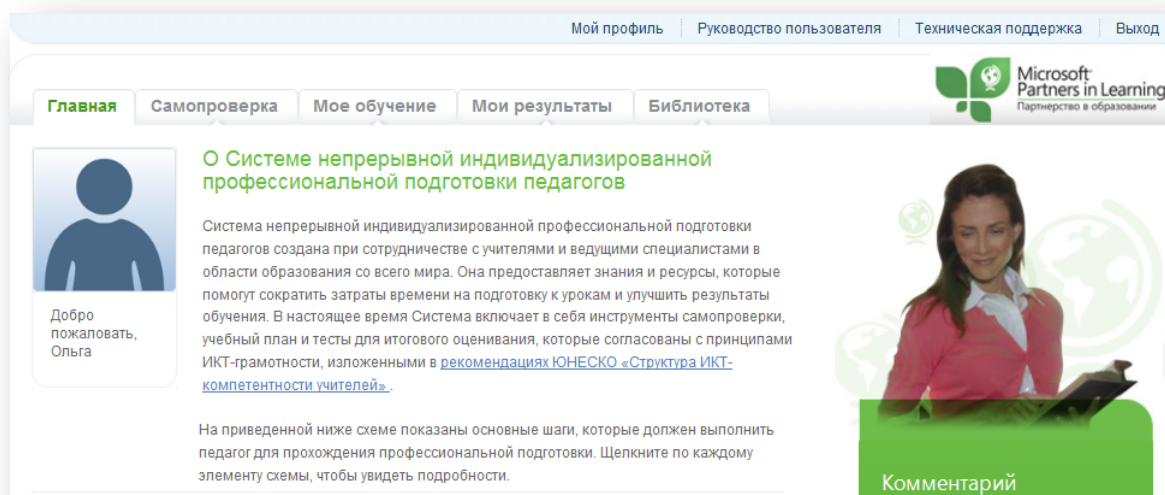 Мой профиль
Руководство пользователя
Техническая поддержка
Выход
Microsoft
Partners in Learning
Партнерство в образовании
Главная
Самопроверка
Мое обучение
Мои результаты
Библиотека
О Системе непрерывной индивидуализированной
профессиональной подготовки педагогов
Система непрерывной индивидуализированной профессиональной подготовки
педагогов создана при сотрудничестве с учителями и ведущими специалистами в
области образования со всего мира. Она предоставляет знания и ресурсы, которые
помогут сократить затраты времени на подготовку к урокам и улучшить результаты
обучения. В настоящее время Система включает в себя инструменты самопроверки,
учебный план и тесты для итогового оценивания, которые согласованы с принципами
ИКТ-грамотности, изложенными в рекомендациях ЮНЕСКО «Структура ИКТ-
компетентности учителей» .
Добро
пожаловать,
Ольга
На приведенной ниже схеме показаны основные шаги, которые должен выполнить
педагог для прохождения профессиональной подготовки. Щелкните по каждому
элементу схемы, чтобы увидеть подробности.
Комментарий